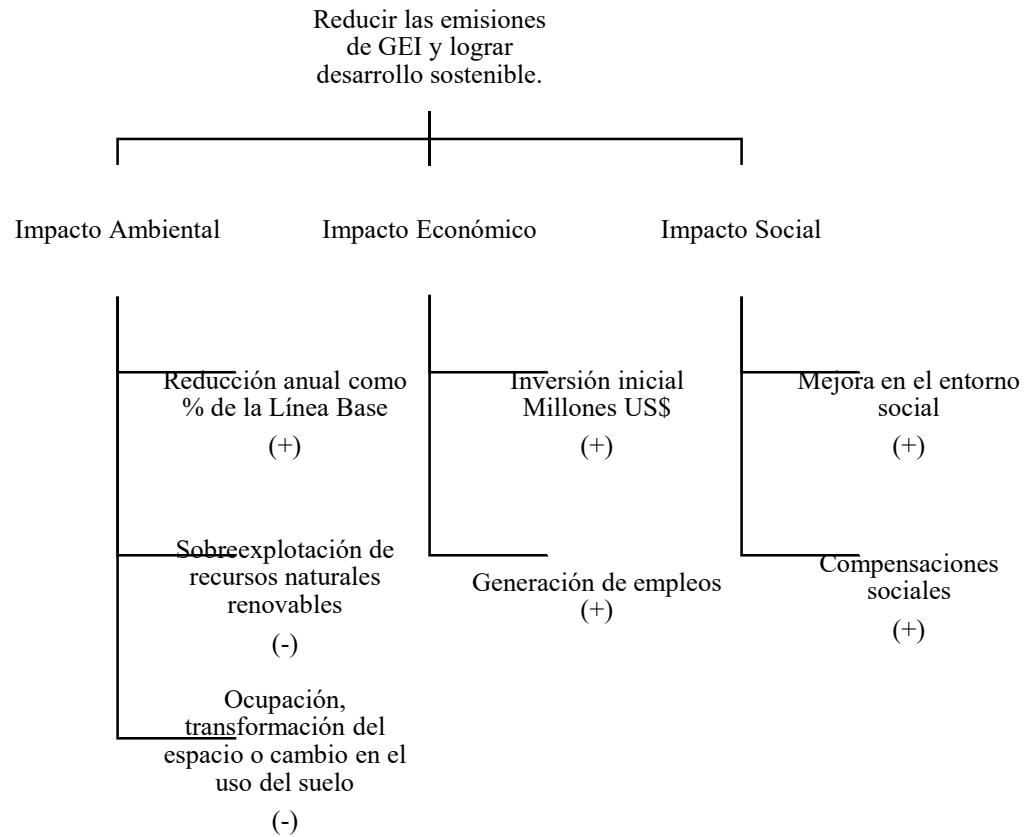 Reducir las emisiones
de GEI y lograr
desarrollo sostenible.
Impacto Ambiental
Impacto Económico
Impacto Social
Reducción anual como
% de la Línea Base
(+)
Inversión inicial
Millones US$
(+)
Mejora en el entorno
social
(+)
Sobreexplotación de
recursos naturales
renovables
(-)
Generación de empleos
(+)
Compensaciones
sociales
(+)
Ocupación,
transformación del
espacio o cambio en el
uso del suelo
(-)